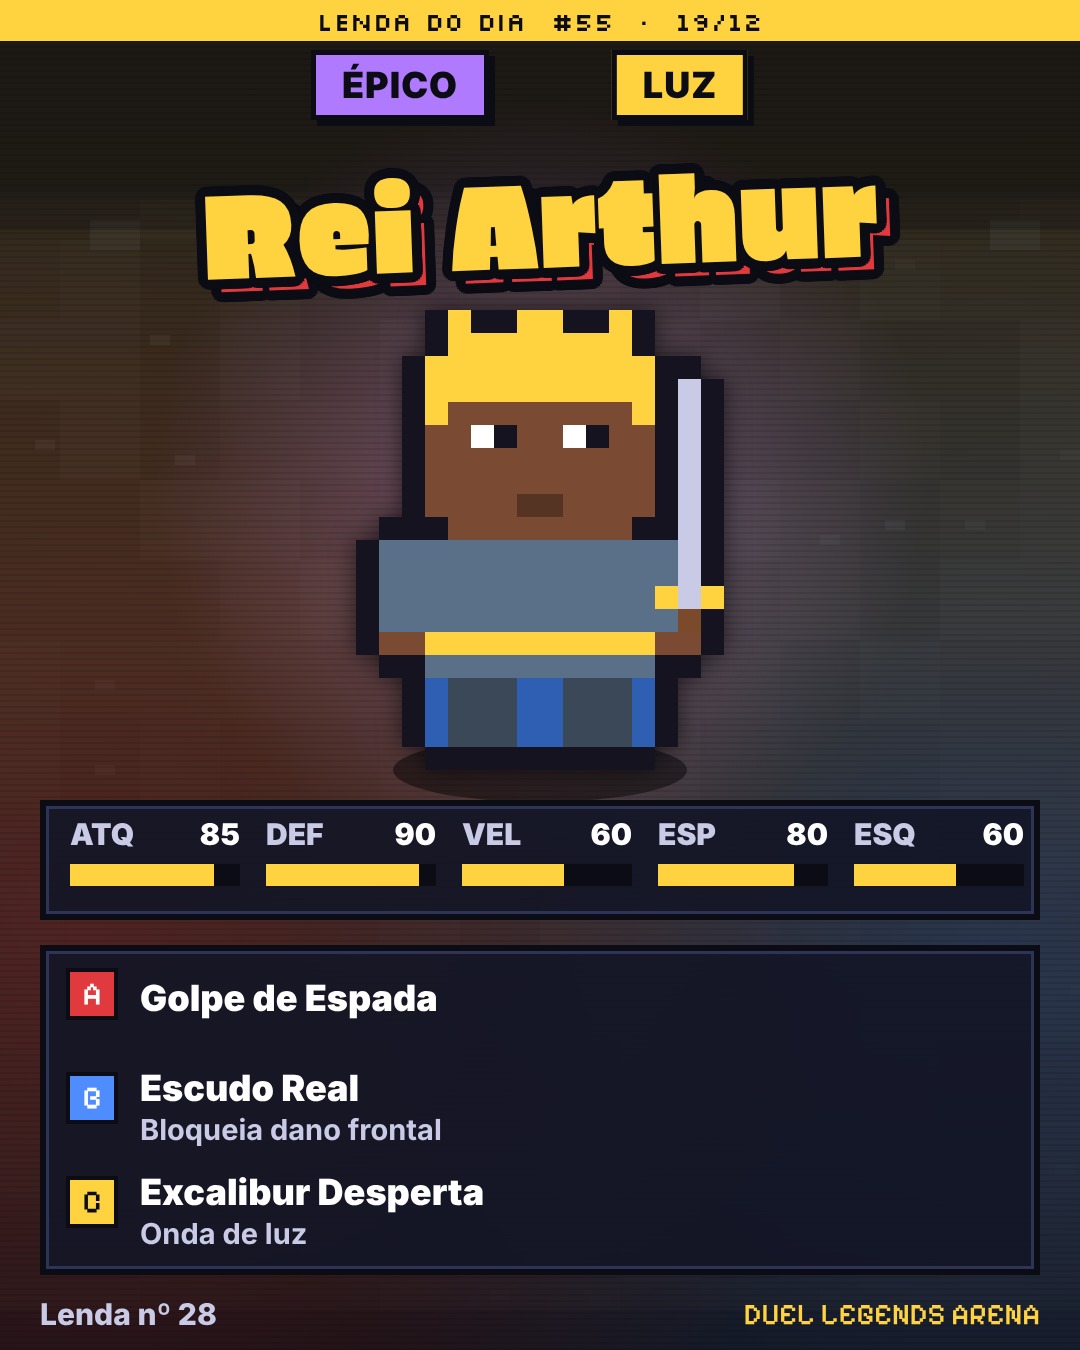 LENDA DO DIA #55 · 19/12
ÉPICO LUZ
Rei Arthur
ATQ 85 DEF 90 VEL 60 ESP 80 ESQ 60
A Golpe de Espada
B Escudo Real
Bloqueia dano frontal
C Excalibur Desperta
Onda de luz
Lenda nº 28 DUEL LEGENDS ARENA